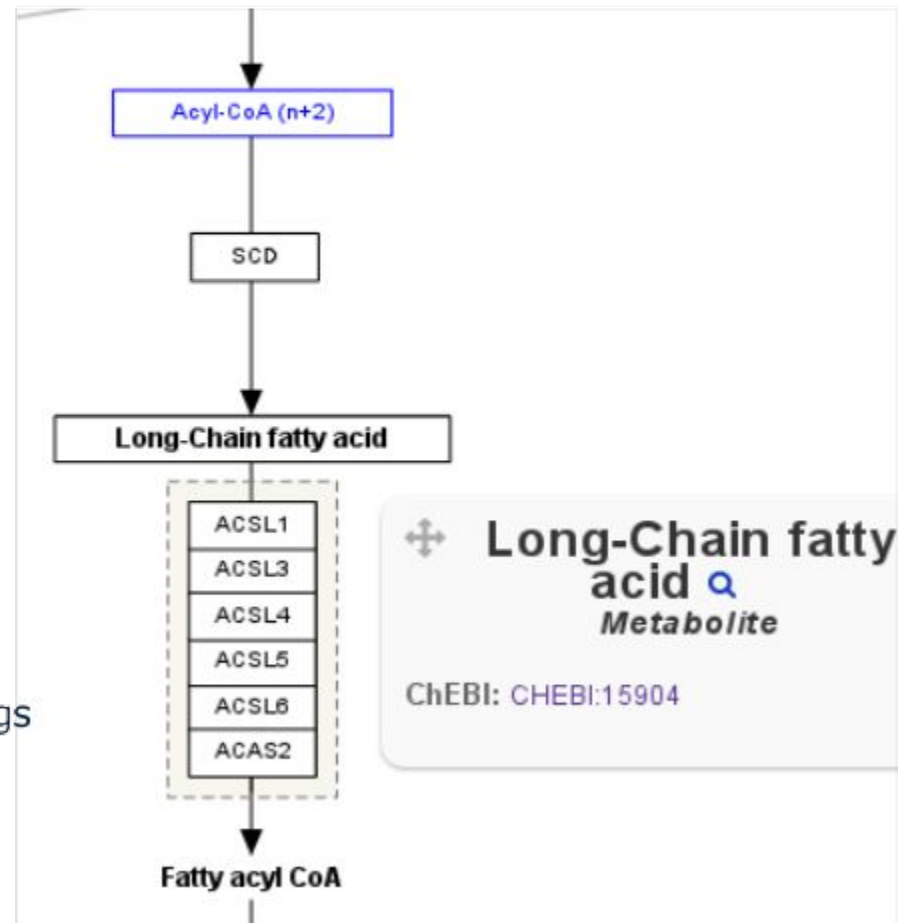 Acyl-CoA (n+2)
SCD
Long-Chain fatty acid
ACSL1
ACSL3
ACSL4
ACSL5
ACSL6
ACAS2
Fatty acyl CoA
Long-Chain fatty
acid
Metabolite
ChEBI: CHEBI:15904
gs